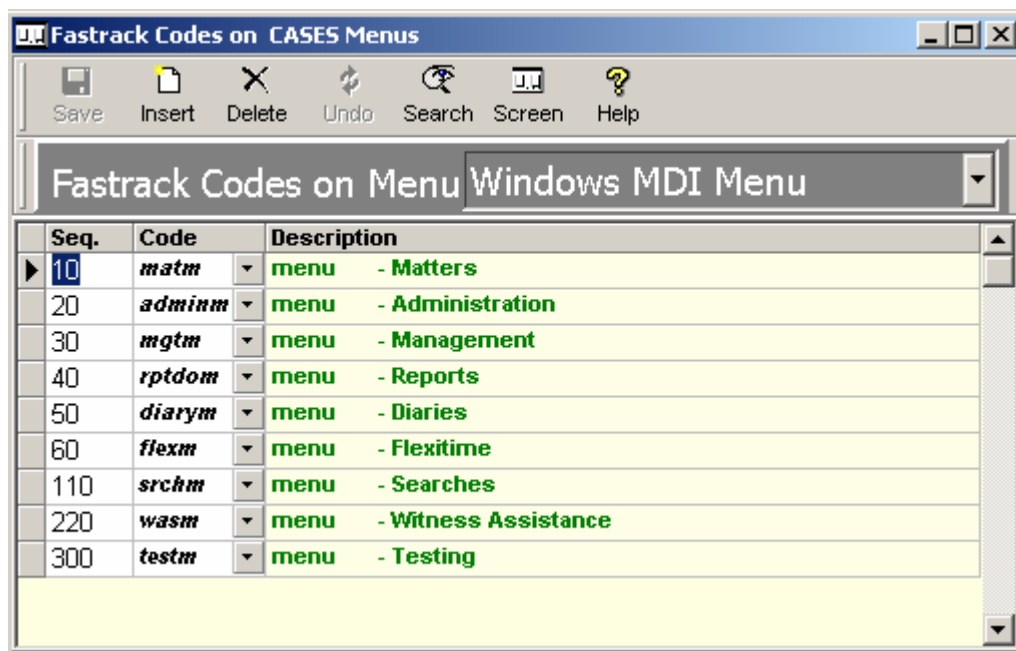 Fastrack Codes on CASES Menus
Save Insert Delete Undo Search Screen Help
Fastrack Codes on Menu Windows MDI Menu
Seq. Code Description
10 matm menu - Matters
20 adminm menu - Administration
30 mgtm menu - Management
40 rptdom menu - Reports
50 diarym menu - Diaries
60 flexm menu - Flexitime
110 srchm menu - Searches
220 wasm menu - Witness Assistance
300 testm menu - Testing